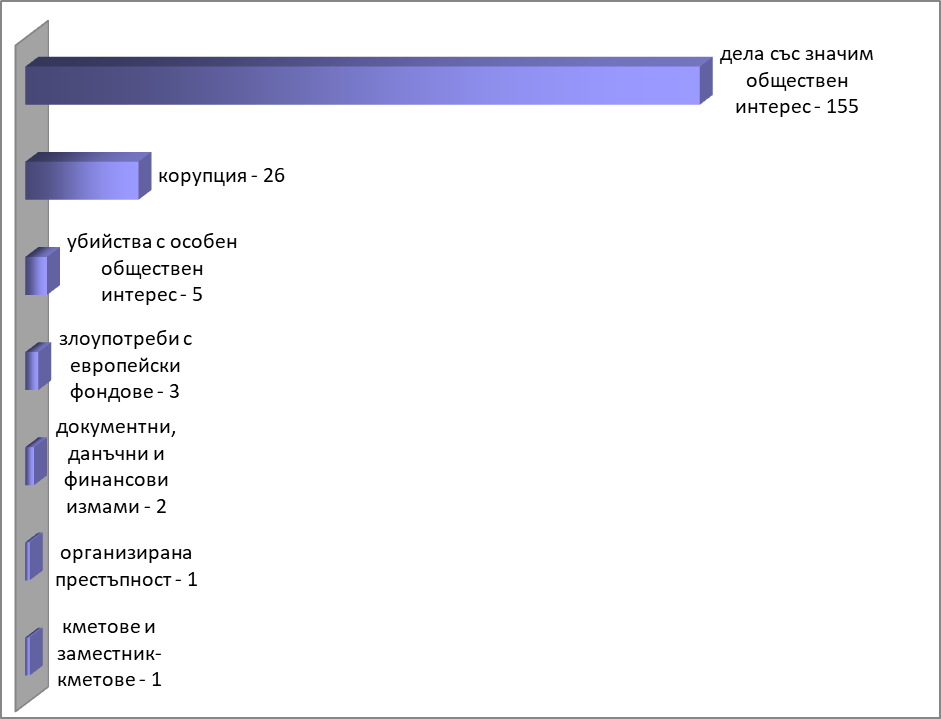 дела със значим
обществен
интерес - 155
корупция - 26
убийства с особен
обществен
интерес - 5
злоупотреби с
европейски
фондове - 3
документни,
данъчни и
финансови
измами - 2
организирана
престъпност - 1
кметове и
заместник-
кметове - 1